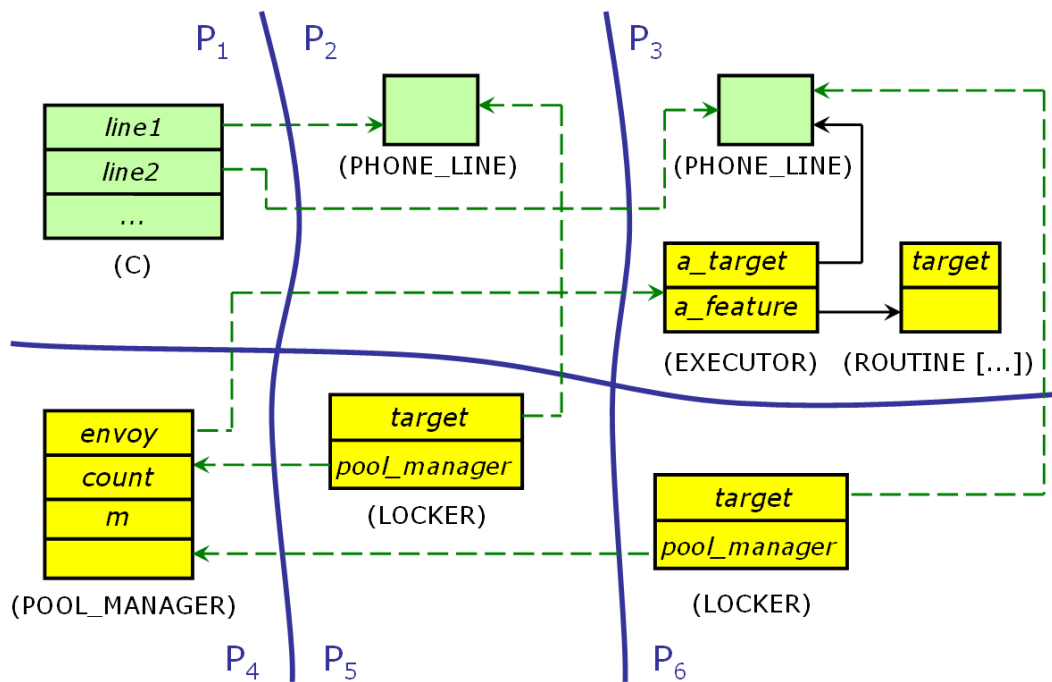 P1
P2
P3
line1
line2
...
(C)
(PHONE_LINE)
(PHONE_LINE)
a_target
a_feature
(EXECUTOR)
target
(ROUTINE [...])
envoy
count
m
(POOL_MANAGER)
target
pool_manager
(LOCKER)
target
pool_manager
(LOCKER)
P4
P5
P6